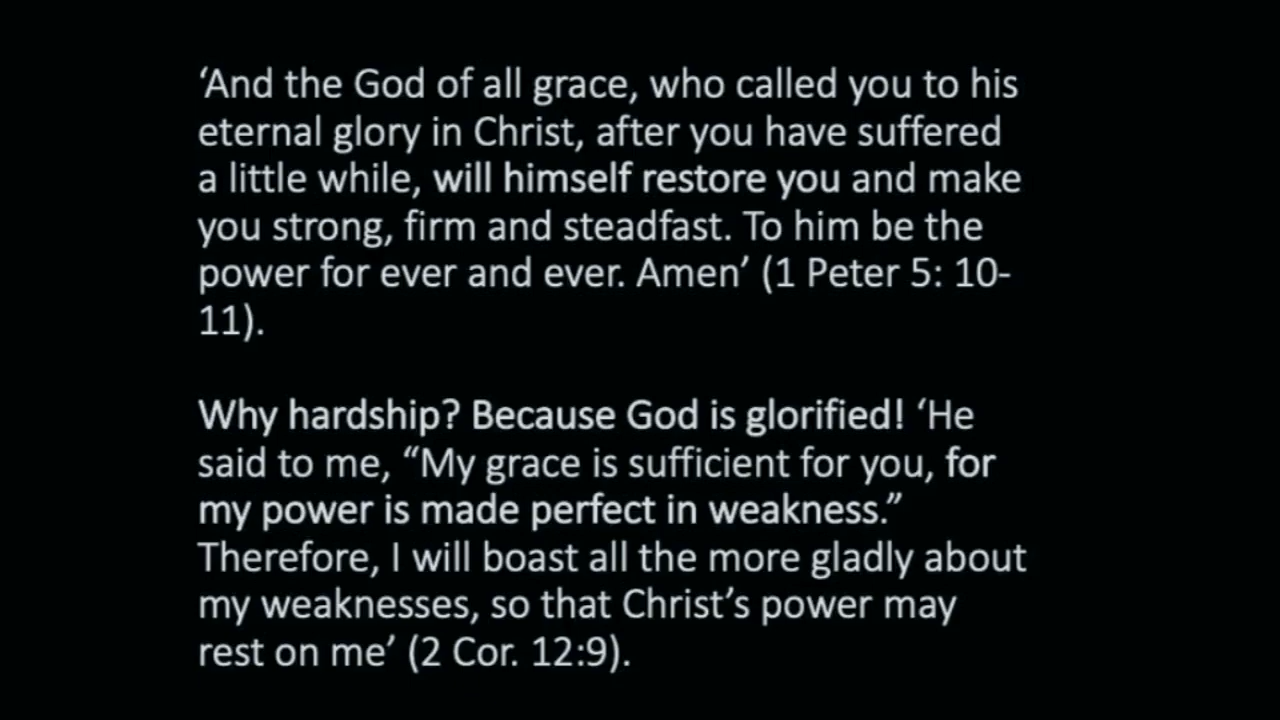 ‘And the God of all grace, who called you to his
eternal glory in Christ, after you have suffered
a little while, will himself restore you and make
you strong, firm and steadfast. To him be the
power for ever and ever. Amen’ (1 Peter 5: 10-
11).
Why hardship? Because God is glorified! ‘He
said to me, “My grace is sufficient for you, for
my power is made perfect in weakness.”
Therefore, I will boast all the more gladly about
my weaknesses, so that Christ’s power may
rest on me’ (2 Cor. 12:9).